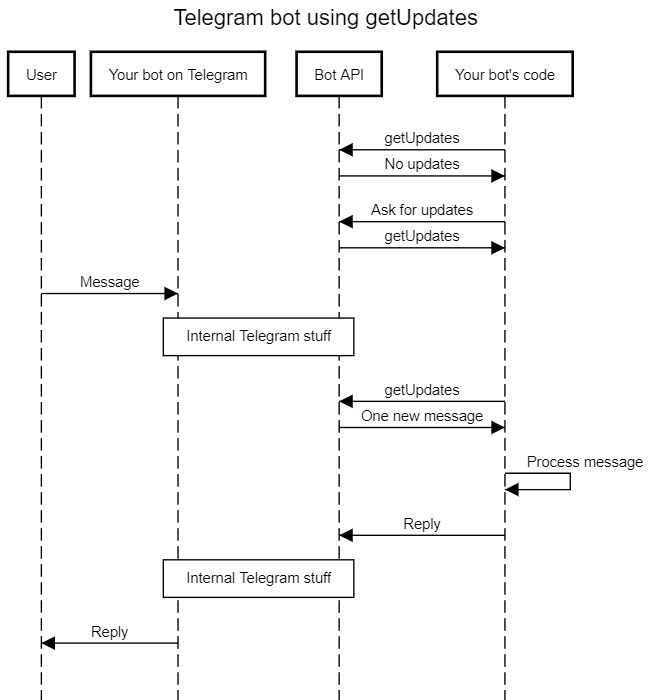 Telegram bot using getUpdates
User
Your bot on Telegram
Bot API
Your bot's code
getUpdates
No updates
Ask for updates
getUpdates
Message
Internal Telegram stuff
getUpdates
One new message
Process message
Reply
Internal Telegram stuff
Reply